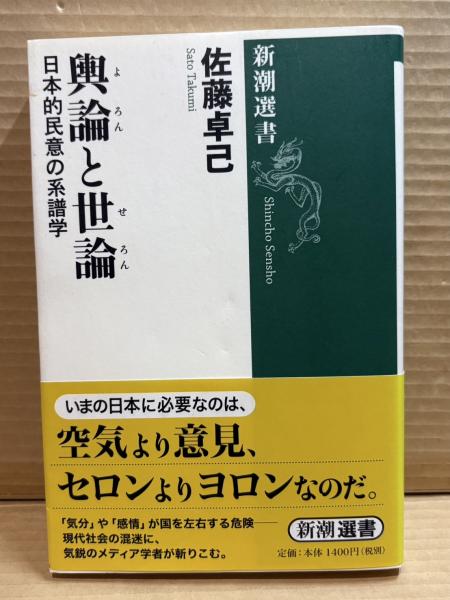 新潮選書
Shincho Sensho
佐藤卓己
Sato Takumi
輿論と世論
よろん
せろん
日本的民意の系譜学
いまの日本に必要なのは、
空気より意見、
セロンよりヨロンなのだ。
「気分」や「感情」が国を左右する危険――
現代社会の混迷に、
気鋭のメディア学者が斬りこむ。
新潮選書
定価:本体1400円(税別)